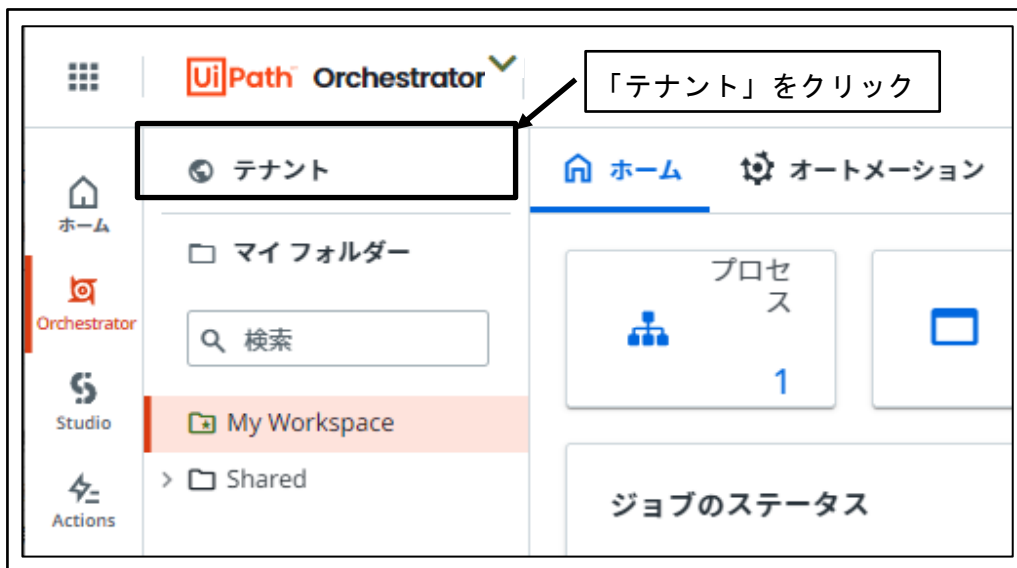 UiPath Orchestrator
「テナント」をクリック
テナント
ホーム
オートメーション
ホーム
マイ フォルダー
プロセ
ス
1
Orchestrator
検索
Studio
My Workspace
Shared
Actions
ジョブのステータス